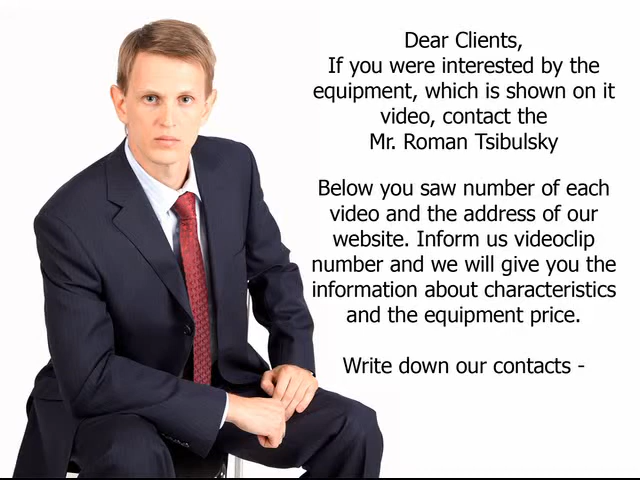 Dear Clients,
If you were interested by the
equipment, which is shown on it
video, contact the
Mr. Roman Tsibulsky
Below you saw number of each
video and the address of our
website. Inform us videoclip
number and we will give you the
information about characteristics
and the equipment price.
Write down our contacts -